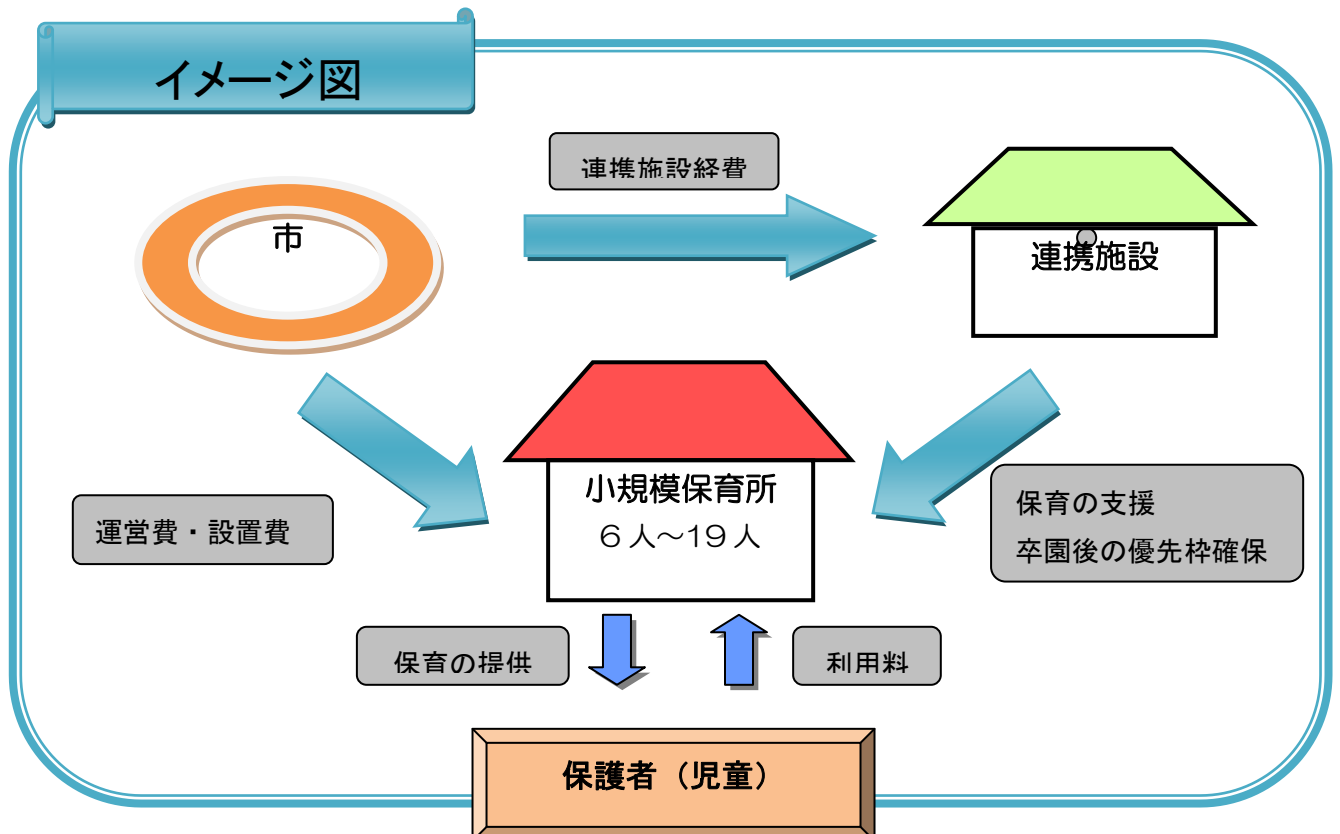 イメージ図
連携施設経費
市
連携施設
小規模保育所
６人～19人
運営費・設置費
保育の支援
卒園後の優先枠確保
保育の提供
利用料
保護者（児童）